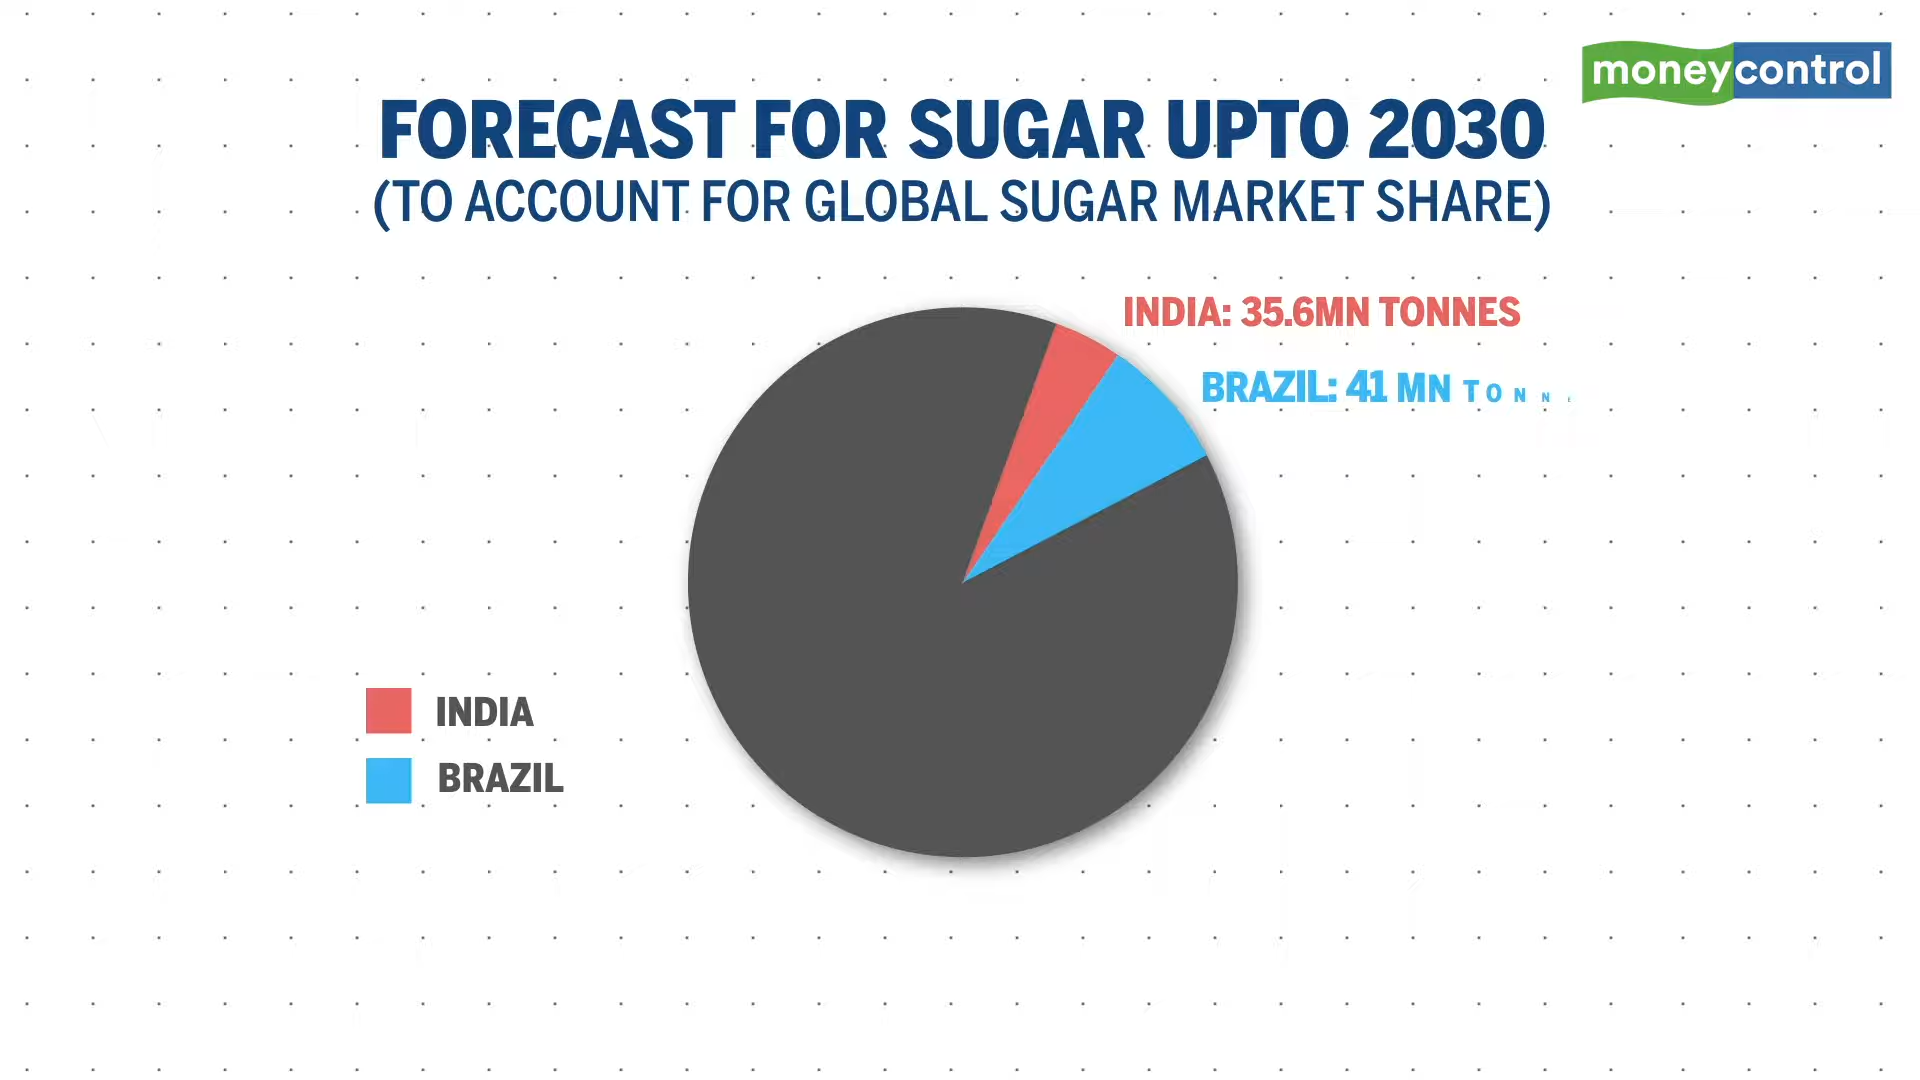 moneycontrol
FORECAST FOR SUGAR UPTO 2030
(TO ACCOUNT FOR GLOBAL SUGAR MARKET SHARE)
INDIA: 35.6MN TONNES
BRAZIL: 41 MN
INDIA
BRAZIL